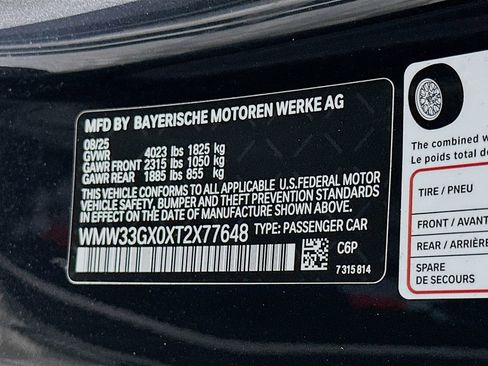 MFD BY BAYERISCHE MOTOREN WERKE AG
08/25
GVWR 4023 lbs 1825 kg
GAWR FRONT 2315 lbs 1050 kg
GAWR REAR 1885 lbs 855 kg
THIS VEHICLE CONFORMS TO ALL APPLICABLE U.S.FEDERAL MOTOR
VEHICLE SAFETY, BUMPER AND THEFT PREVENTION STANDARDS
IN EFFECT ON THE DATE OF MANUFACTURE SHOWN ABOVE.
WMW33GX0XT2X77648 TYPE: PASSENGER CAR
C6P
7315814
The combined w
Le poids total de
TIRE / PNEU
FRONT / AVANT
REAR / ARRIÈRE
SPARE
DE SECOURS